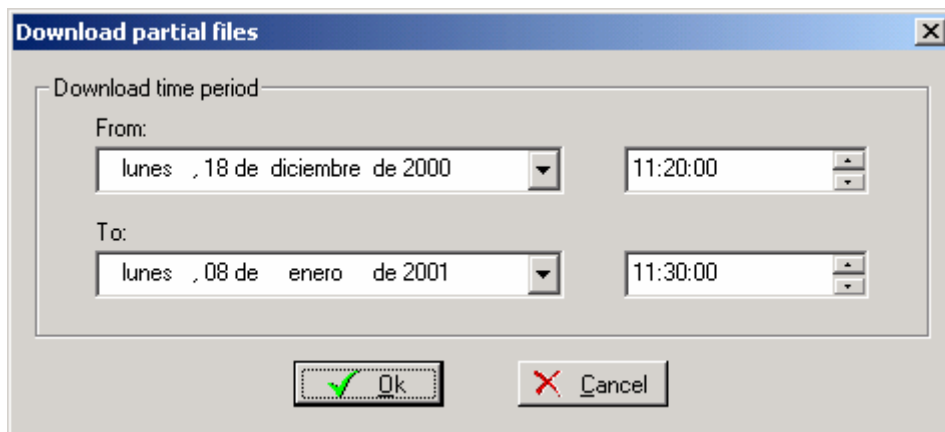 Download partial files
Download time period
From:
lunes , 18 de diciembre de 2000 11:20:00
To:
lunes , 08 de enero de 2001 11:30:00
Ok Cancel